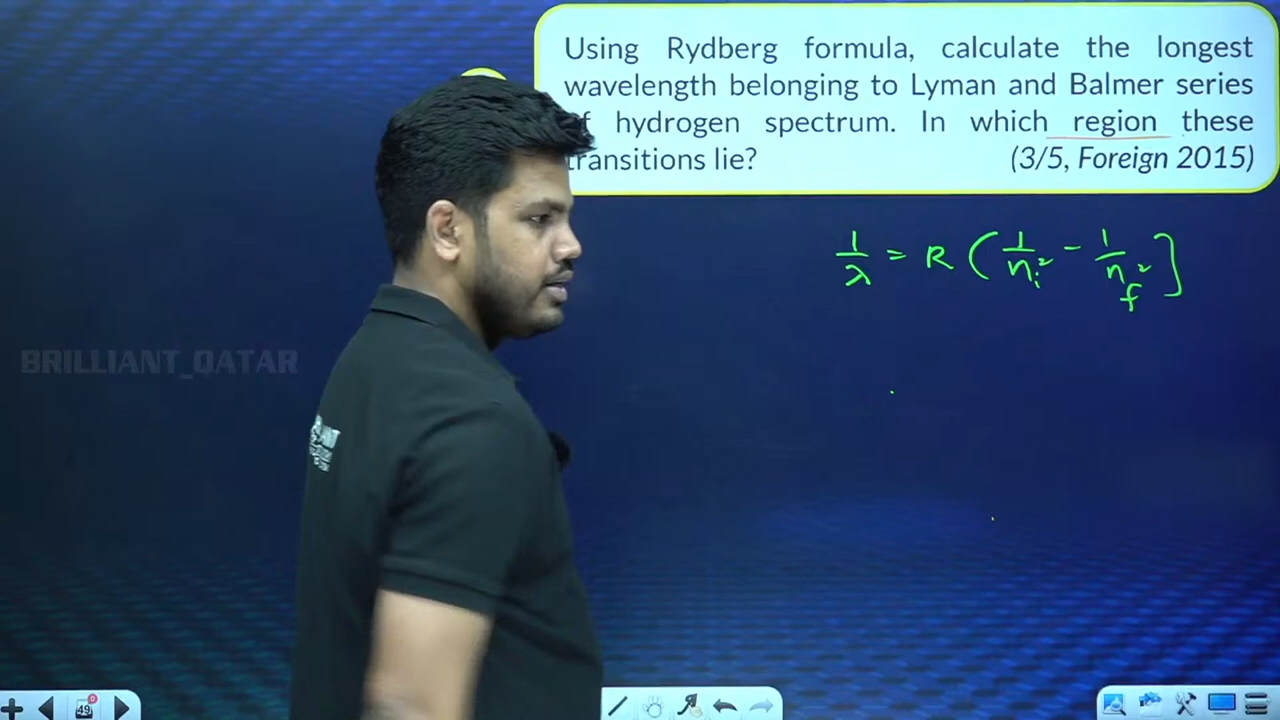 Using Rydberg formula, calculate the longest
wavelength belonging to Lyman and Balmer series
of hydrogen spectrum. In which region these
transitions lie?
(3/5, Foreign 2015)
1/λ = R ( 1/nᵢ² - 1/n_f² ]
BRILLIANT_QATAR
49